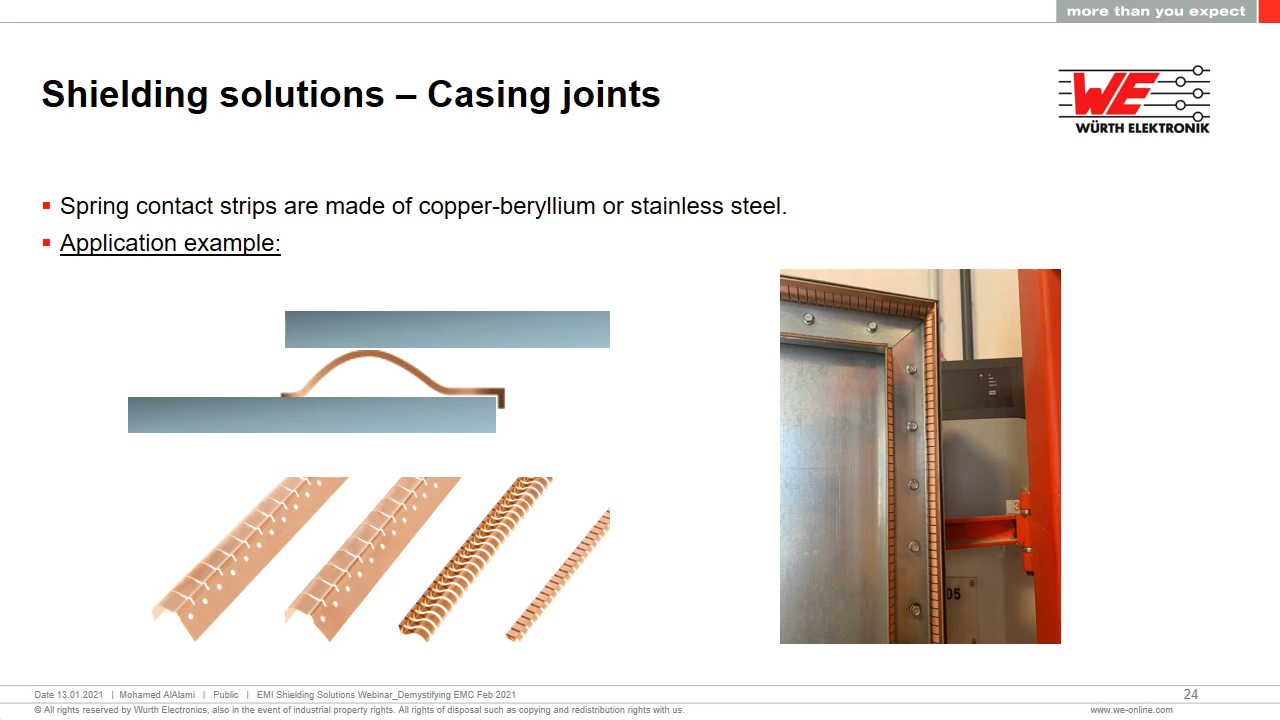 more than you expect
Shielding solutions – Casing joints
WE
WÜRTH ELEKTRONIK
▪ Spring contact strips are made of copper-beryllium or stainless steel.
▪ Application example:
3
05
Date 13.01.2021 | Mohamed AlAlami | Public | EMI Shielding Solutions Webinar_Demystifying EMC Feb 2021
24
© All rights reserved by Wurth Electronics, also in the event of industrial property rights. All rights of disposal such as copying and redistribution rights with us.
www.we-online.com